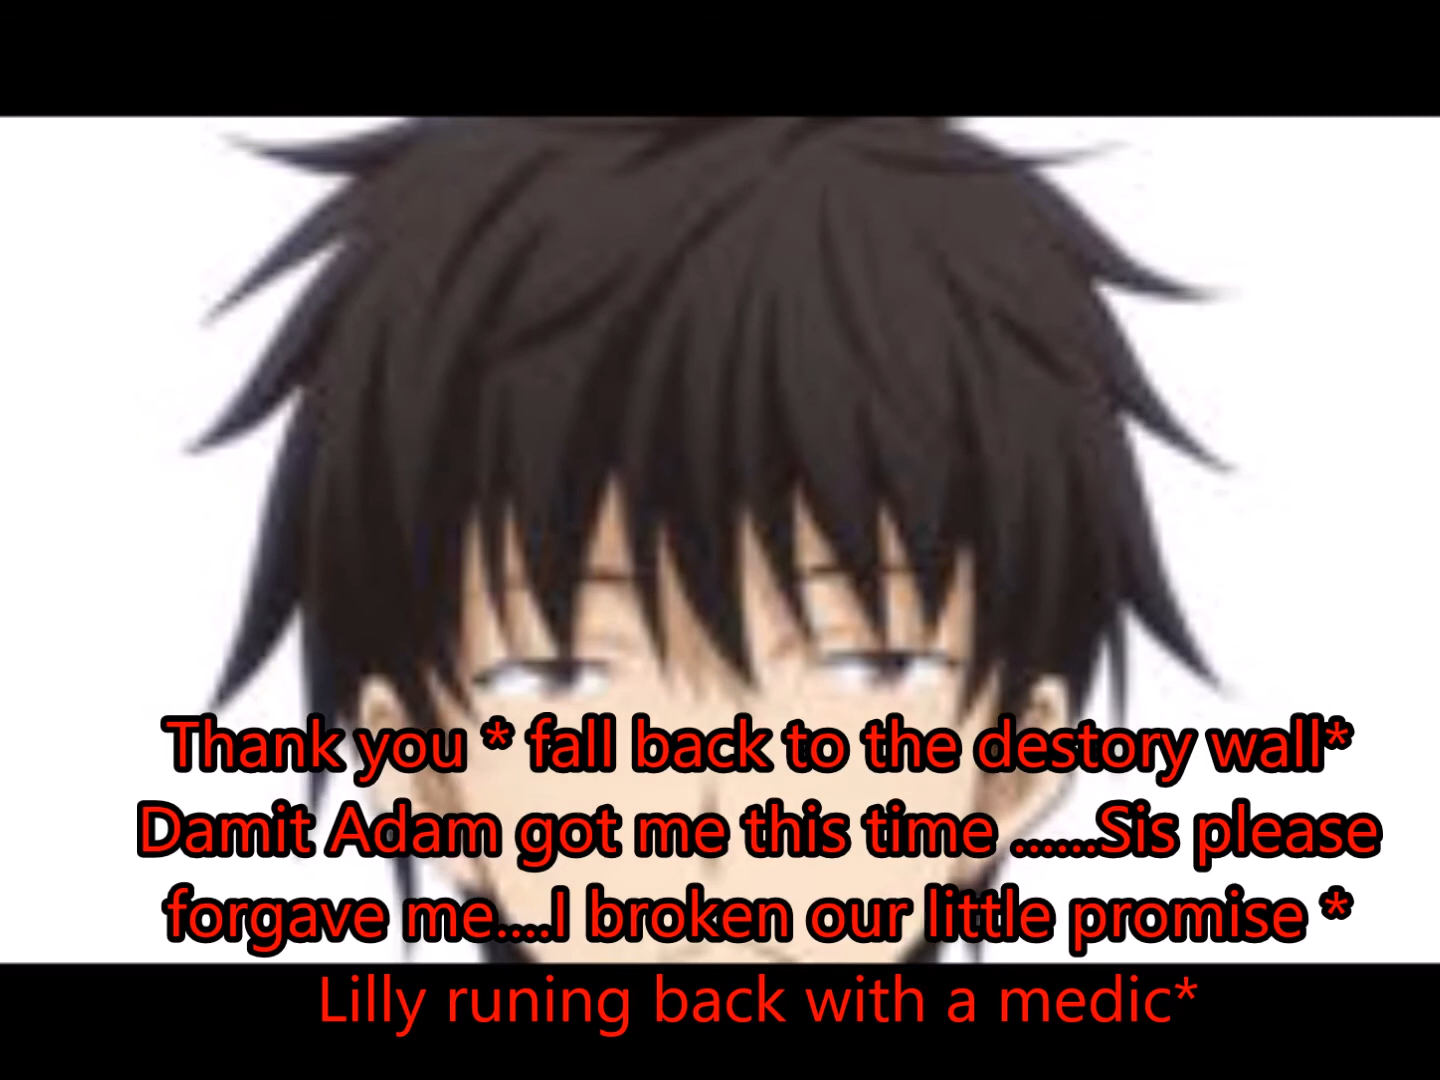 Thank you * fall back to the destory wall*
Damit Adam got me this time ......Sis please
forgave me....I broken our little promise *
Lilly runing back with a medic*